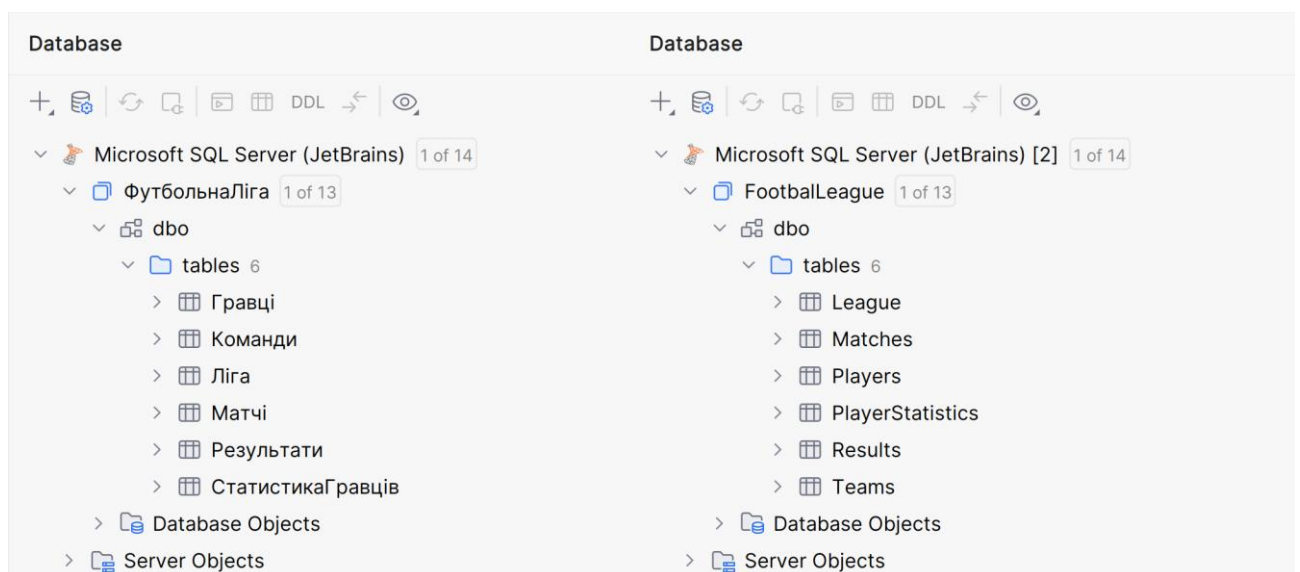 Database
DDL
Microsoft SQL Server (JetBrains) 1 of 14
ФутбольнаЛіга 1 of 13
dbo
tables 6
Гравці
Команди
Ліга
Матчі
Результати
СтатистикаГравців
Database Objects
Server Objects
Database
DDL
Microsoft SQL Server (JetBrains) [2] 1 of 14
FootbalLeague 1 of 13
dbo
tables 6
League
Matches
Players
PlayerStatistics
Results
Teams
Database Objects
Server Objects